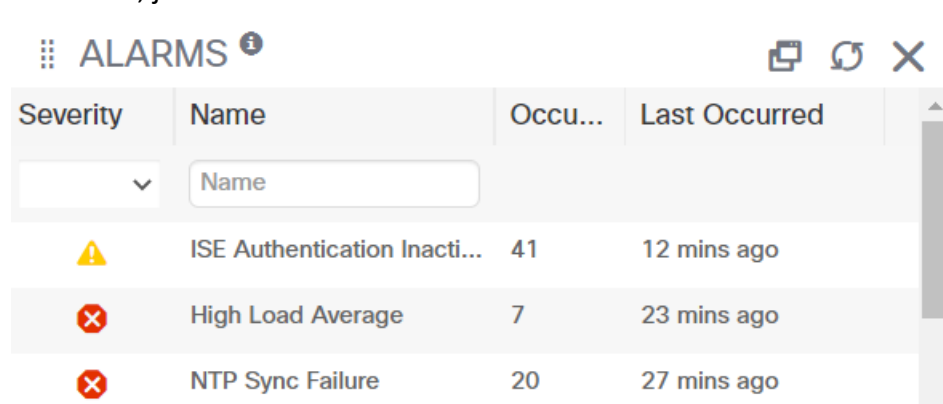 ALARMS
Severity Name Occu... Last Occurred
Name
ISE Authentication Inacti... 41 12 mins ago
High Load Average 7 23 mins ago
NTP Sync Failure 20 27 mins ago